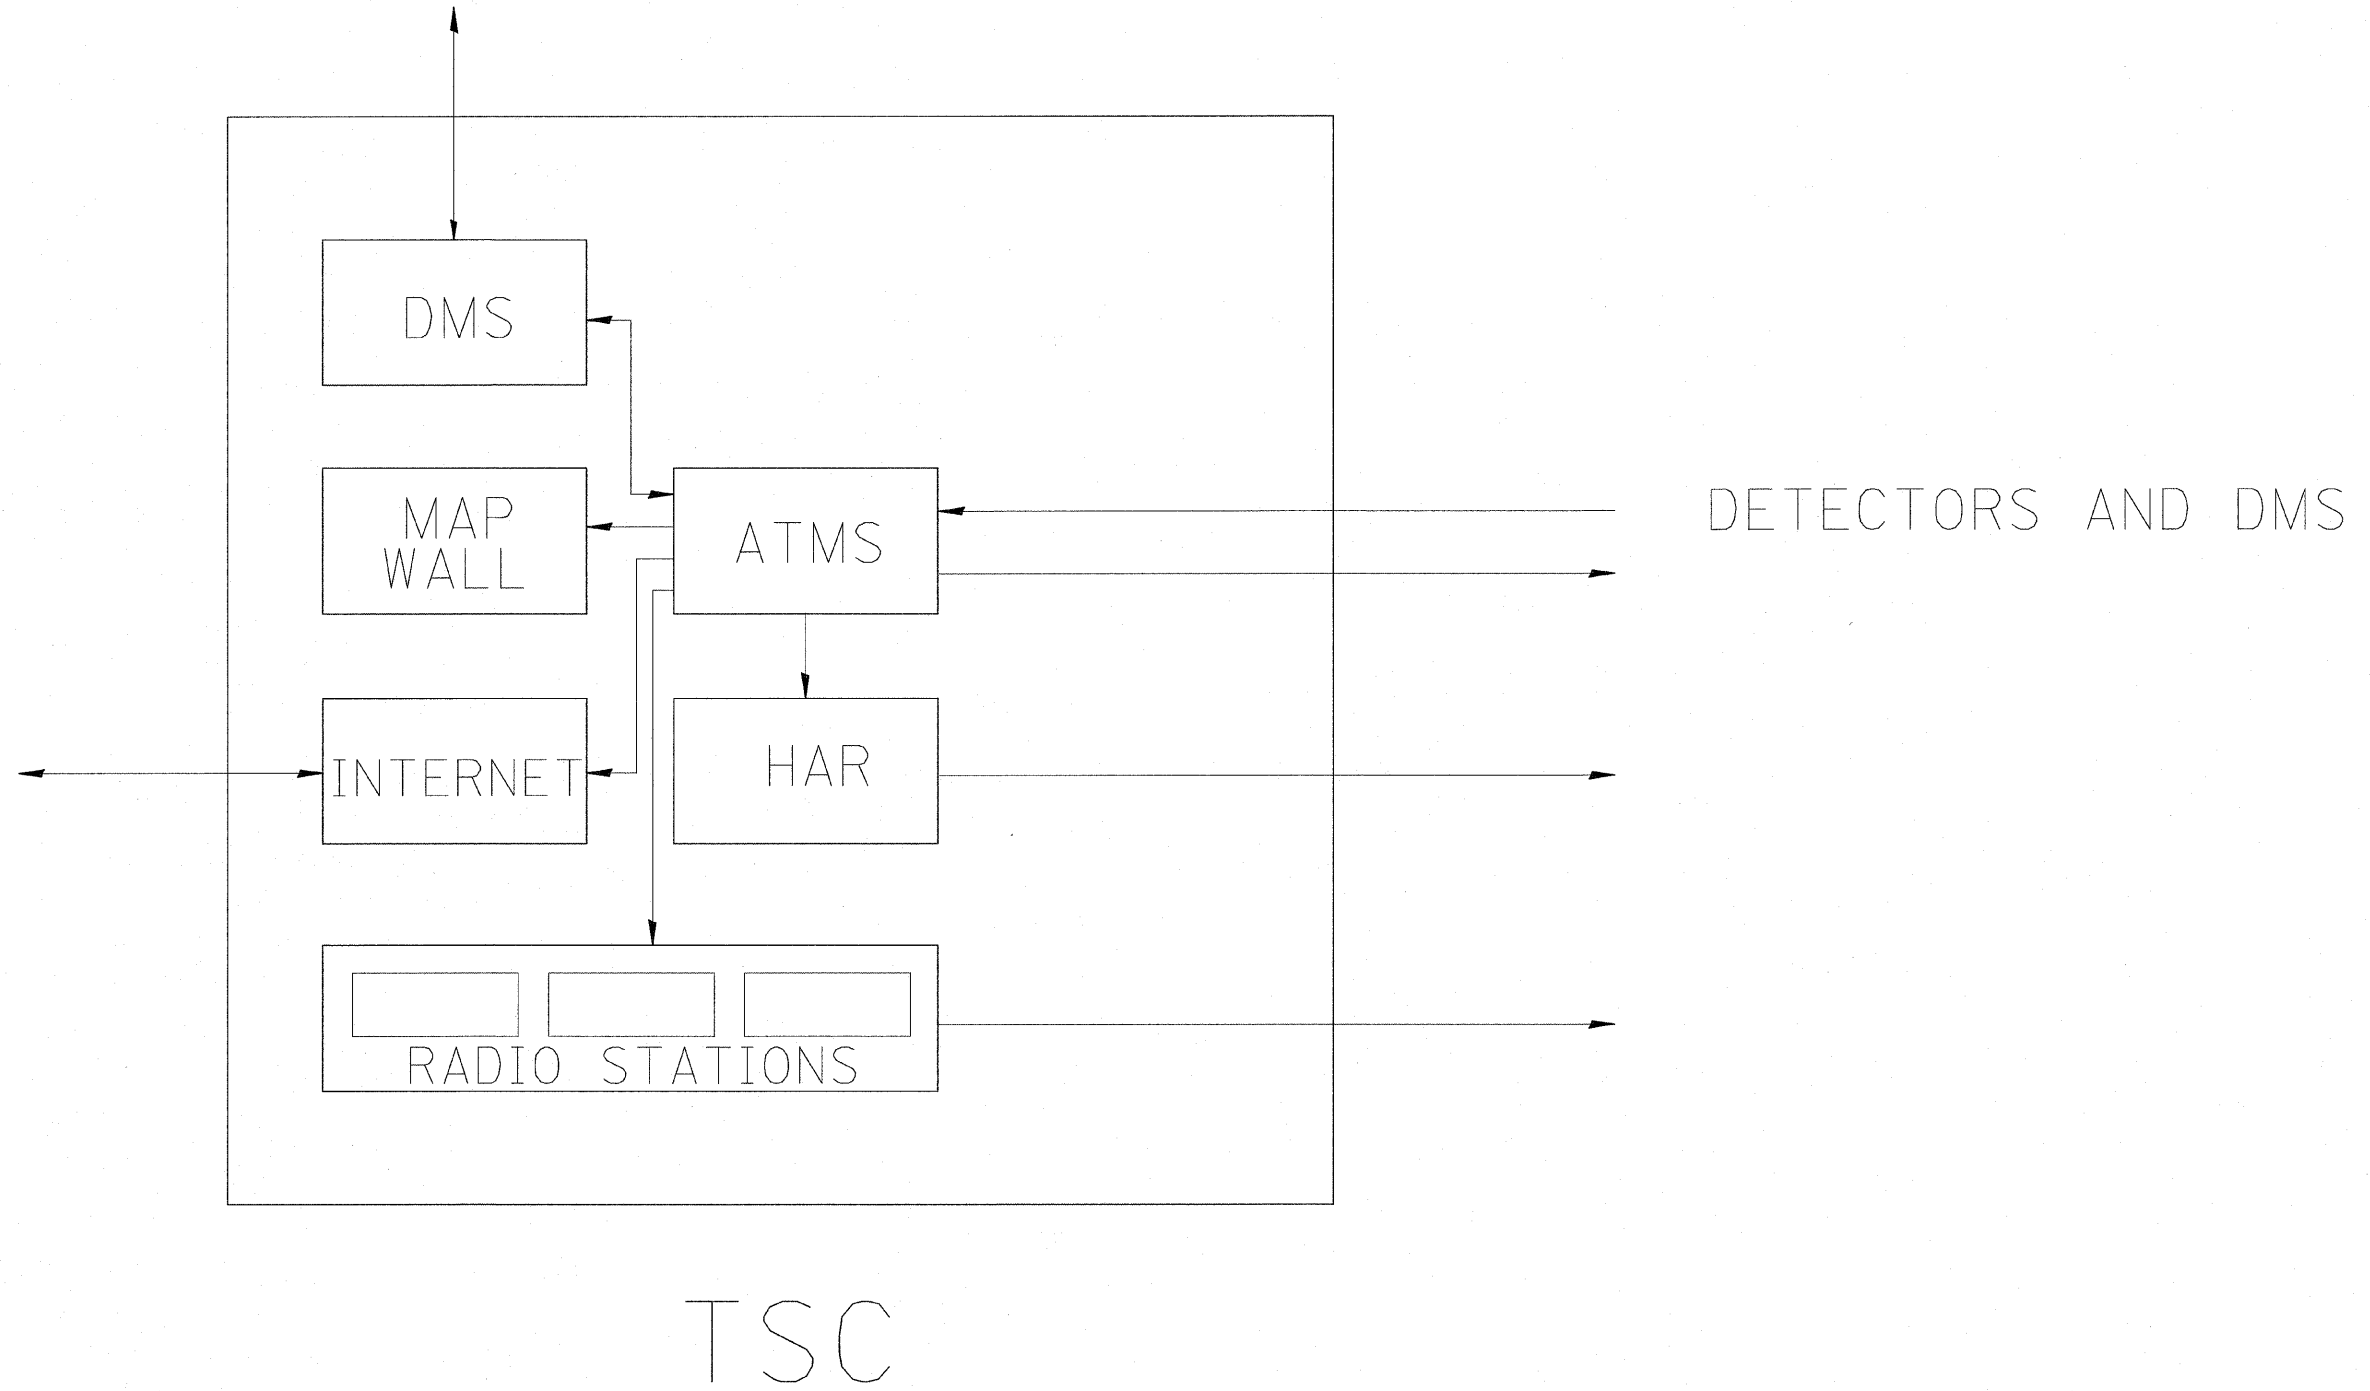 DMS
MAP
WALL
ATMS
DETECTORS AND DMS
INTERNET
HAR
RADIO STATIONS
TSC